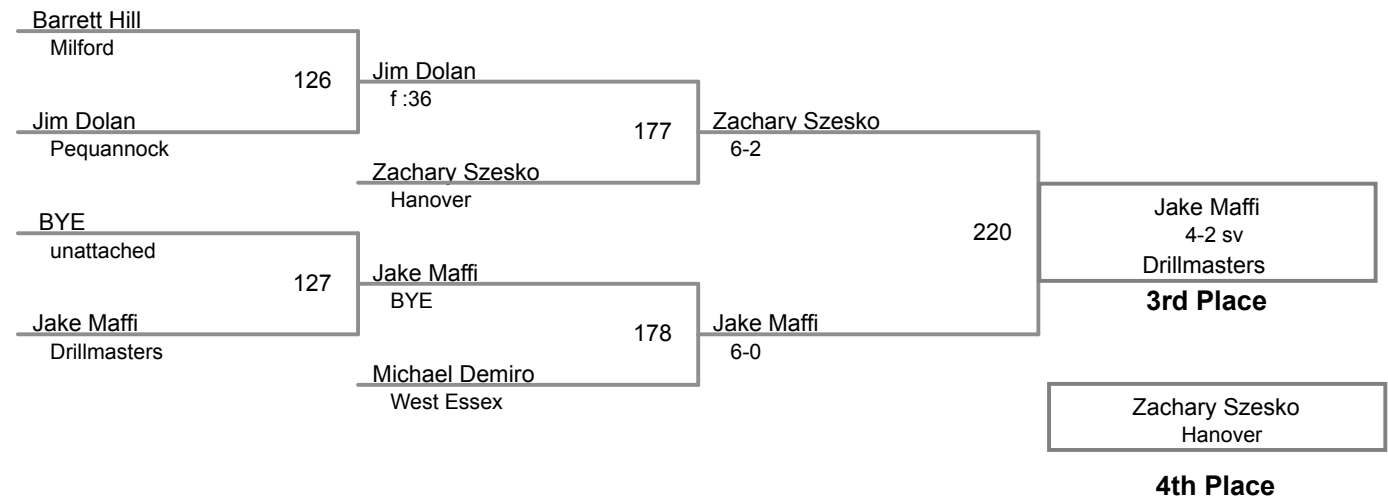 Barrett Hill
Milford
126
Jim Dolan
f :36
Jim Dolan
Pequannock
177
Zachary Szesko
6-2
Zachary Szesko
Hanover
BYE
unattached
127
Jake Maffi
BYE
Jake Maffi
Drillmasters
178
Jake Maffi
6-0
Michael Demiro
West Essex
220
Jake Maffi
4-2 sv
Drillmasters
3rd Place
Zachary Szesko
Hanover
4th Place